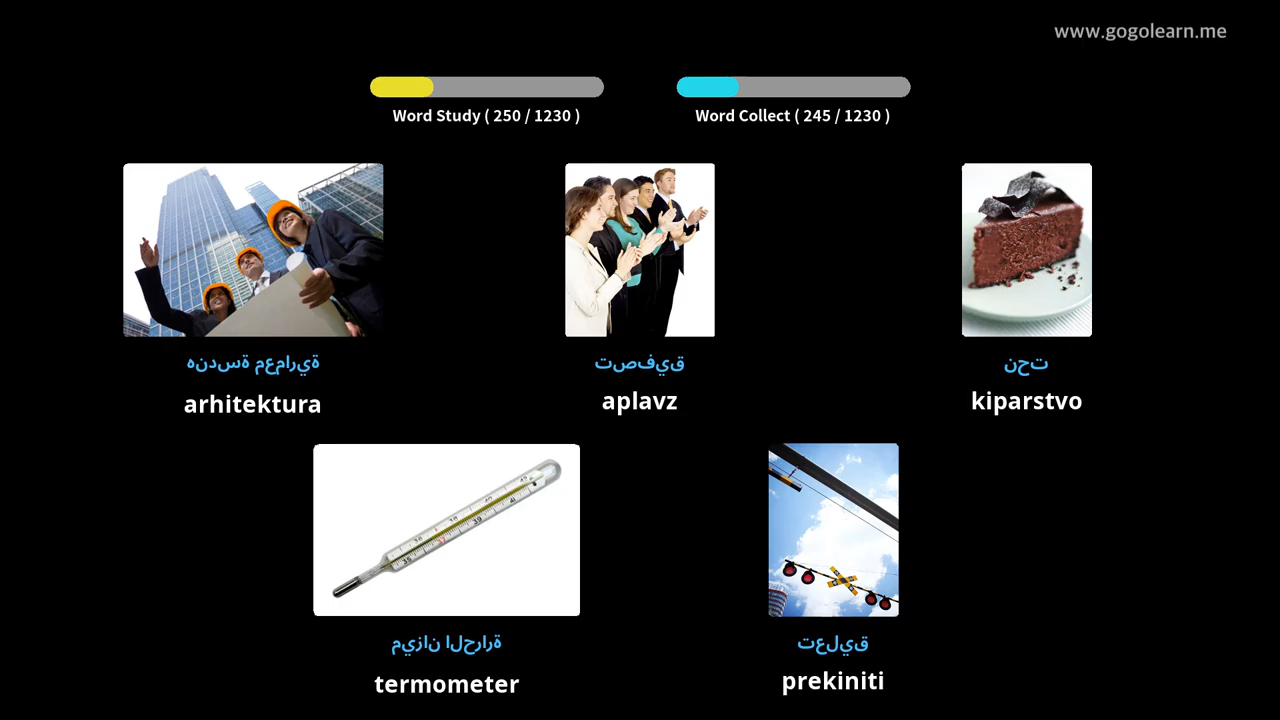 www.gogolearn.me
Word Study ( 250 / 1230 )
Word Collect ( 245 / 1230 )
هندسة معمارية
arhitektura
تصفيق
aplavz
نحت
kiparstvo
ميزان الحرارة
termometer
تعليق
prekiniti